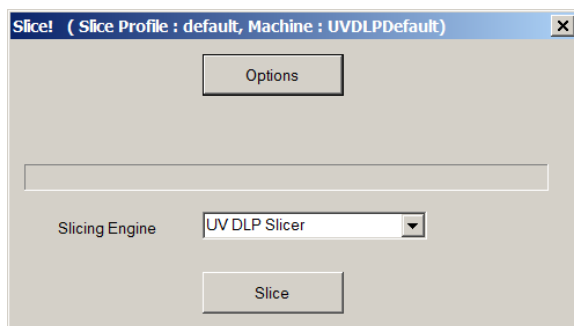 Slice! ( Slice Profile : default, Machine : UVDLPDefault)
Options
Slicing Engine
UV DLP Slicer
Slice